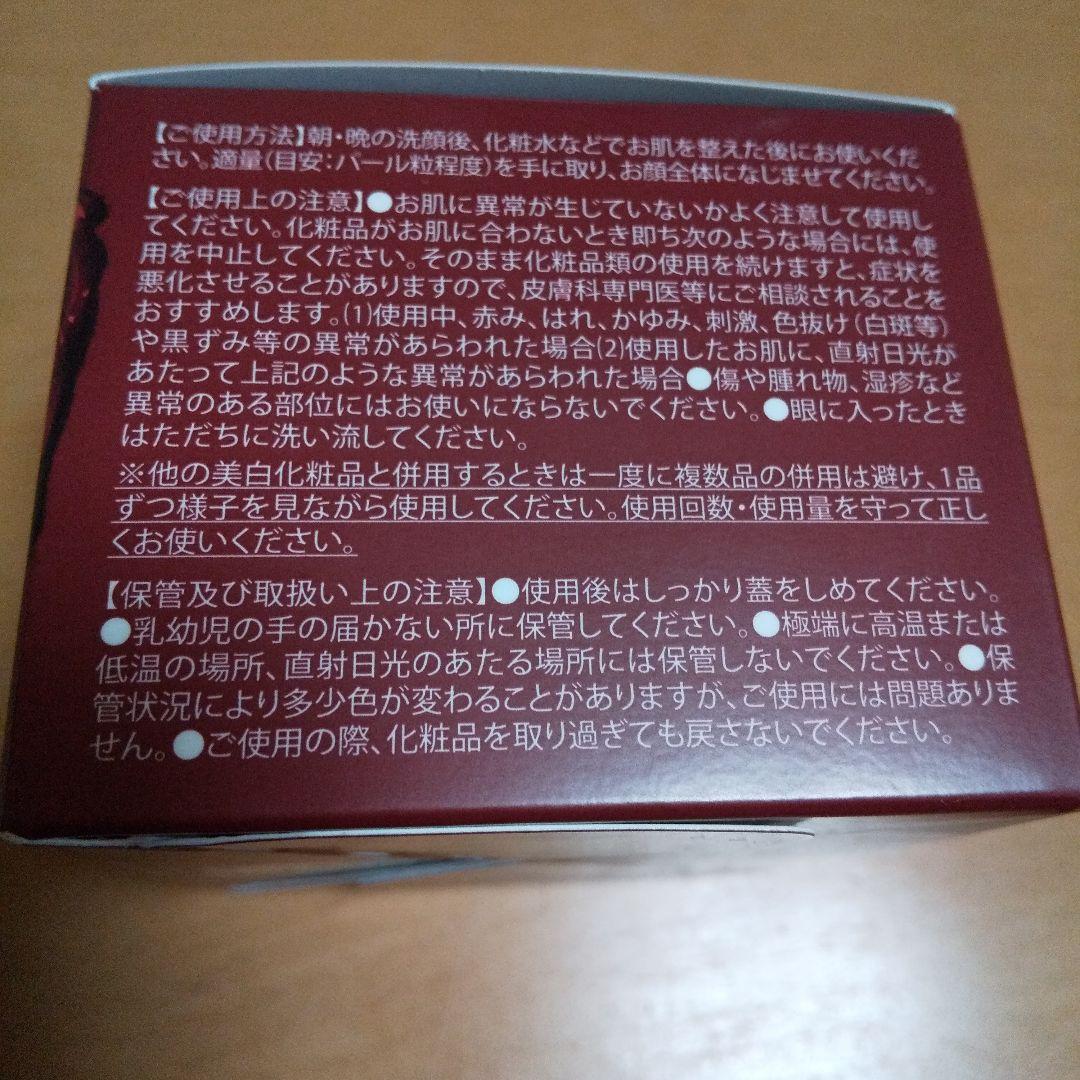 【ご使用方法】朝・晩の洗顔後、化粧水などでお肌を整えた後にお使いくだ
さい。適量(目安:パール粒程度)を手に取り、お顔全体になじませてください。
【ご使用上の注意】●お肌に異常が生じていないかよく注意して使用し
てください。化粧品がお肌に合わないとき即ち次のような場合には、使
用を中止してください。そのまま化粧品類の使用を続けますと、症状を
悪化させることがありますので、皮膚科専門医等にご相談されることを
おすすめします。(1)使用中、赤み、はれ、かゆみ、刺激、色抜け(白斑等)
や黒ずみ等の異常があらわれた場合(2)使用したお肌に、直射日光が
あたって上記のような異常があらわれた場合●傷や腫れ物、湿疹など
異常のある部位にはお使いにならないでください。●眼に入ったとき
はただちに洗い流してください。
※他の美白化粧品と併用するときは一度に複数品の併用は避け、1品
ずつ様子を見ながら使用してください。使用回数・使用量を守って正し
くお使いください。
【保管及び取扱い上の注意】●使用後はしっかり蓋をしめてください。
●乳幼児の手の届かない所に保管してください。●極端に高温または
低温の場所、直射日光のあたる場所には保管しないでください。●保
管状況により多少色が変わることがありますが、ご使用には問題ありま
せん。●ご使用の際、化粧品を取り過ぎても戻さないでください。